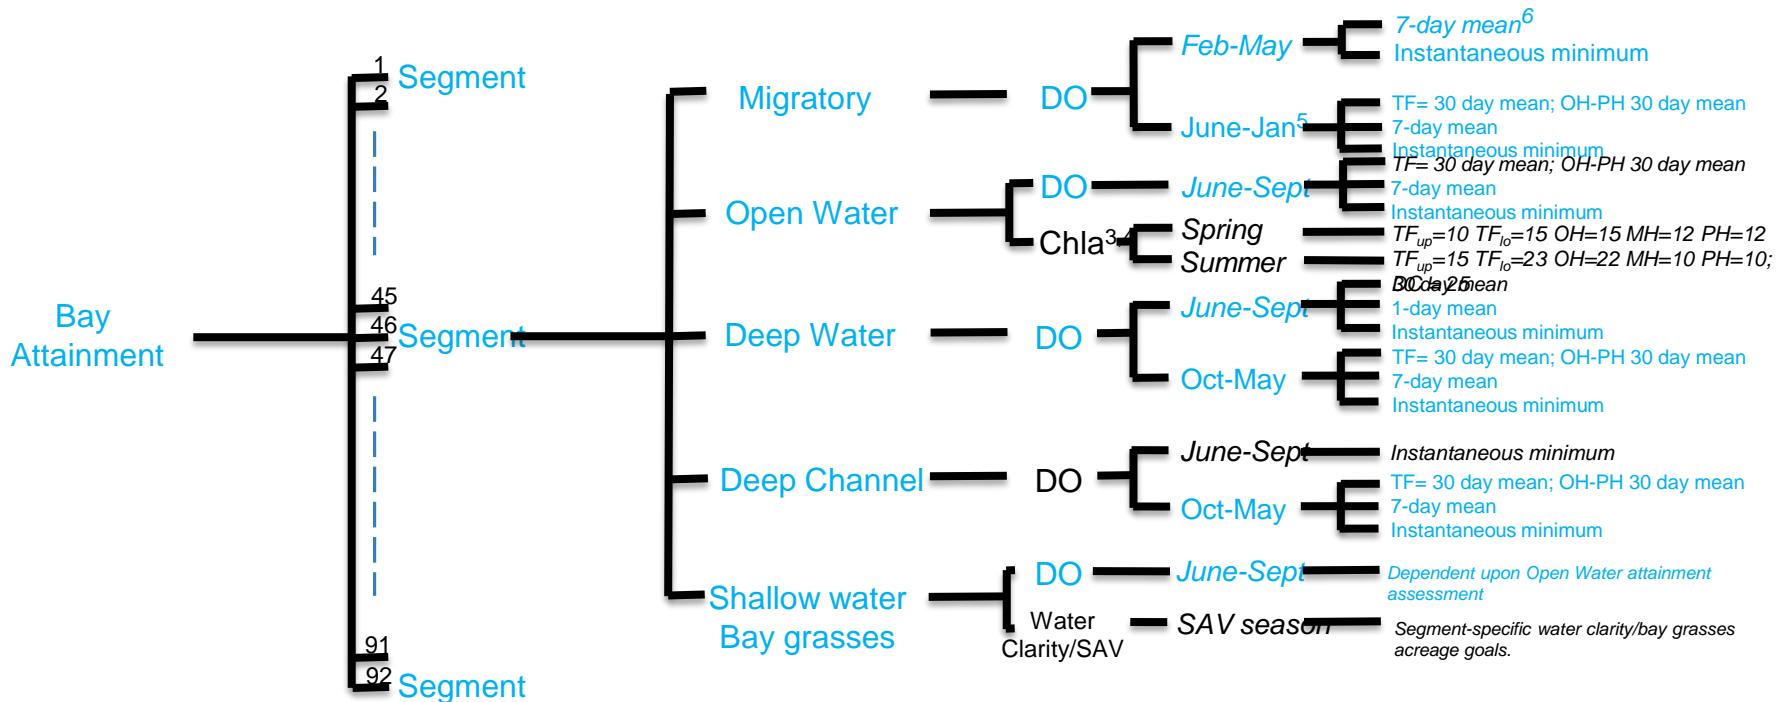 Bay
Attainment
1
Segment
2
45
46
Segment
47
91
92
Segment
Migratory
DO
Feb-May
7-day mean6
Instantaneous minimum
June-Jan5
TF= 30 day mean; OH-PH 30 day mean
7-day mean
Instantaneous minimum
Open Water
DO
June-Sept
TF= 30 day mean; OH-PH 30 day mean
7-day mean
Instantaneous minimum
Chla3,4
Spring
TFup=10 TFlo=15 OH=15 MH=12 PH=12
Summer
TFup=15 TFlo=23 OH=22 MH=10 PH=10;
DC = 25
Deep Water
DO
June-Sept
30 day mean
1-day mean
Instantaneous minimum
Oct-May
TF= 30 day mean; OH-PH 30 day mean
7-day mean
Instantaneous minimum
Deep Channel
DO
June-Sept
Instantaneous minimum
Oct-May
TF= 30 day mean; OH-PH 30 day mean
7-day mean
Instantaneous minimum
Shallow water
Bay grasses
DO
June-Sept
Dependent upon Open Water attainment
assessment
Water
Clarity/SAV
SAV season
Segment-specific water clarity/bay grasses
acreage goals.